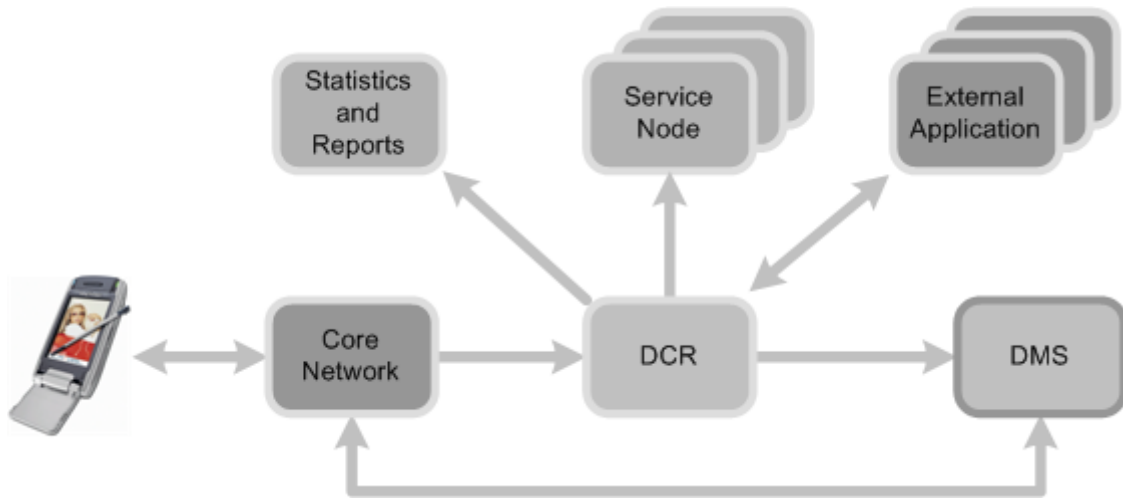 Statistics
and
Reports
Service
Node
External
Application
Core
Network
DCR
DMS